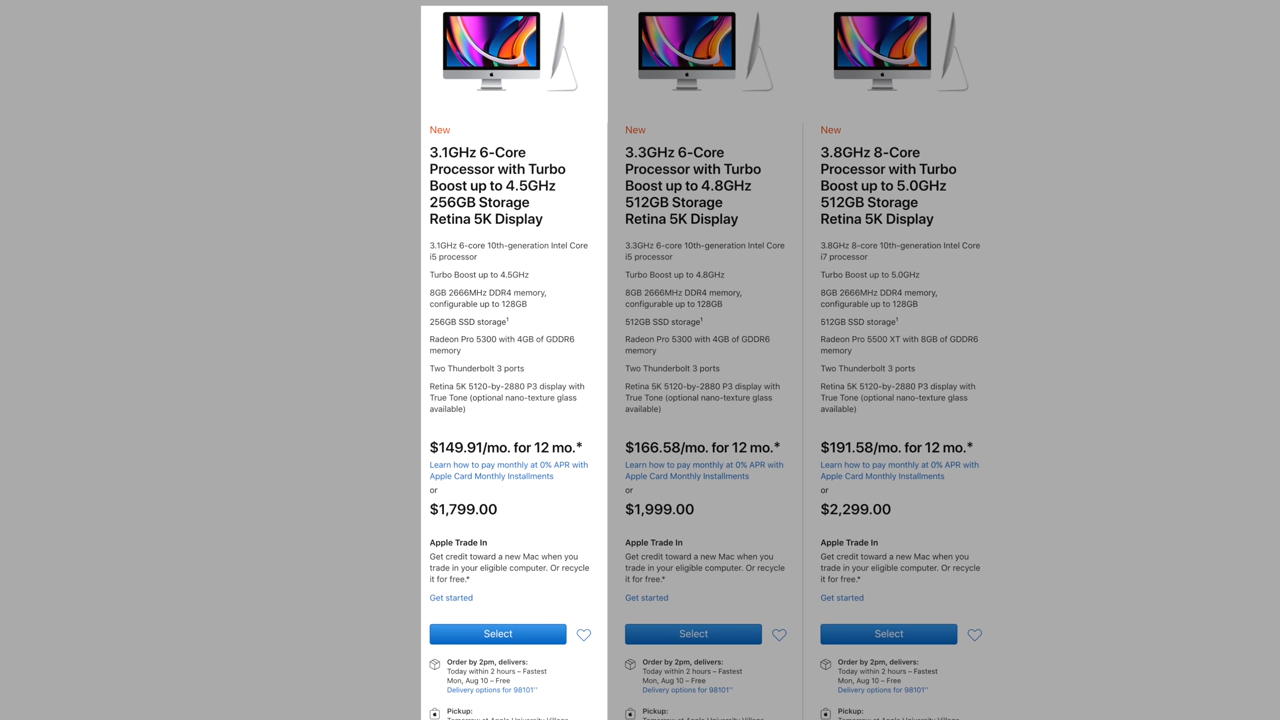 New
3.1GHz 6-Core
Processor with Turbo
Boost up to 4.5GHz
256GB Storage
Retina 5K Display
3.1GHz 6-core 10th-generation Intel Core
i5 processor
Turbo Boost up to 4.5GHz
8GB 2666MHz DDR4 memory,
configurable up to 128GB
256GB SSD storage¹
Radeon Pro 5300 with 4GB of GDDR6
memory
Two Thunderbolt 3 ports
Retina 5K 5120-by-2880 P3 display with
True Tone (optional nano-texture glass
available)
$149.91/mo. for 12 mo.*
Learn how to pay monthly at 0% APR with
Apple Card Monthly Installments
or
$1,799.00
Apple Trade In
Get credit toward a new Mac when you
trade in your eligible computer. Or recycle
it for free.*
Get started
Select
Order by 2pm, delivers:
Today within 2 hours – Fastest
Mon, Aug 10 – Free
Delivery options for 98101^^
Pickup:
Tomorrow at Apple University Village
New
3.3GHz 6-Core
Processor with Turbo
Boost up to 4.8GHz
512GB Storage
Retina 5K Display
3.3GHz 6-core 10th-generation Intel Core
i5 processor
Turbo Boost up to 4.8GHz
8GB 2666MHz DDR4 memory,
configurable up to 128GB
512GB SSD storage¹
Radeon Pro 5300 with 4GB of GDDR6
memory
Two Thunderbolt 3 ports
Retina 5K 5120-by-2880 P3 display with
True Tone (optional nano-texture glass
available)
$166.58/mo. for 12 mo.*
Learn how to pay monthly at 0% APR with
Apple Card Monthly Installments
or
$1,999.00
Apple Trade In
Get credit toward a new Mac when you
trade in your eligible computer. Or recycle
it for free.*
Get started
Select
Order by 2pm, delivers:
Today within 2 hours – Fastest
Mon, Aug 10 – Free
Delivery options for 98101^^
Pickup:
Tomorrow at Apple University Village
New
3.8GHz 8-Core
Processor with Turbo
Boost up to 5.0GHz
512GB Storage
Retina 5K Display
3.8GHz 8-core 10th-generation Intel Core
i7 processor
Turbo Boost up to 5.0GHz
8GB 2666MHz DDR4 memory,
configurable up to 128GB
512GB SSD storage¹
Radeon Pro 5500 XT with 8GB of GDDR6
memory
Two Thunderbolt 3 ports
Retina 5K 5120-by-2880 P3 display with
True Tone (optional nano-texture glass
available)
$191.58/mo. for 12 mo.*
Learn how to pay monthly at 0% APR with
Apple Card Monthly Installments
or
$2,299.00
Apple Trade In
Get credit toward a new Mac when you
trade in your eligible computer. Or recycle
it for free.*
Get started
Select
Order by 2pm, delivers:
Today within 2 hours – Fastest
Mon, Aug 10 – Free
Delivery options for 98101^^
Pickup:
Tomorrow at Apple University Village